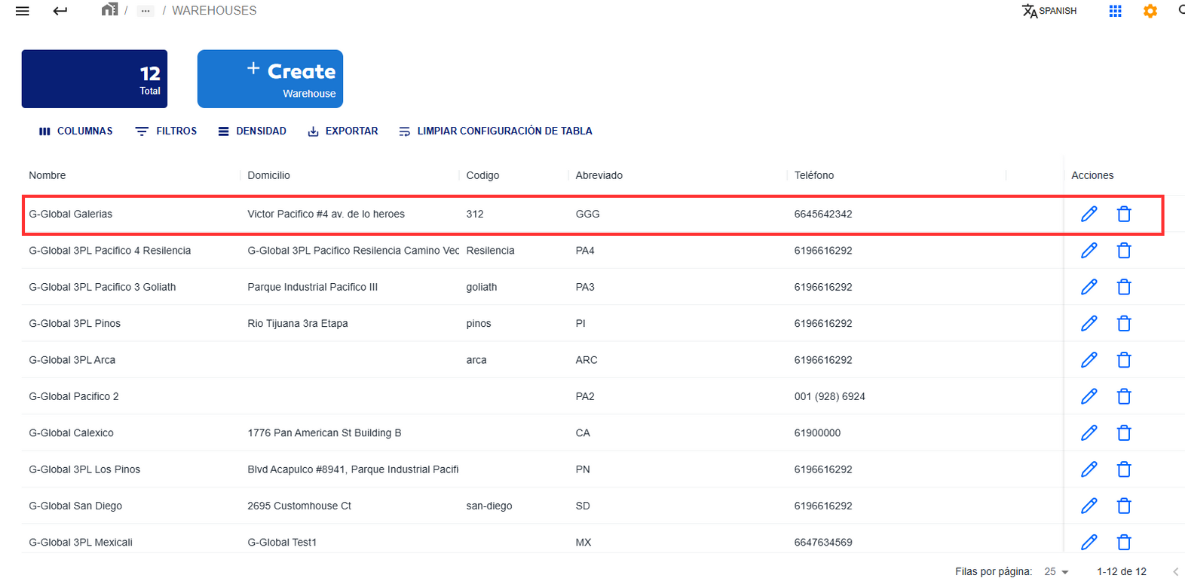 / ... / WAREHOUSES
SPANISH
12
Total
+ Create
Warehouse
COLUMNAS FILTROS DENSIDAD EXPORTAR LIMPIAR CONFIGURACIÓN DE TABLA
Nombre Domicilio Codigo Abreviado Teléfono Acciones
G-Global Galerias Victor Pacifico #4 av. de lo heroes 312 GGG 6645642342
G-Global 3PL Pacifico 4 Resilencia G-Global 3PL Pacifico Resilencia Camino Vec Resilencia PA4 6196616292
G-Global 3PL Pacifico 3 Goliath Parque Industrial Pacifico III goliath PA3 6196616292
G-Global 3PL Pinos Rio Tijuana 3ra Etapa pinos PI 6196616292
G-Global 3PL Arca arca ARC 6196616292
G-Global Pacifico 2 PA2 001 (928) 6924
G-Global Calexico 1776 Pan American St Building B CA 61900000
G-Global 3PL Los Pinos Blvd Acapulco #8941, Parque Industrial Pacifi PN 6196616292
G-Global San Diego 2695 Customhouse Ct san-diego SD 6196616292
G-Global 3PL Mexicali G-Global Test1 MX 6647634569
Filas por página: 25 1-12 de 12